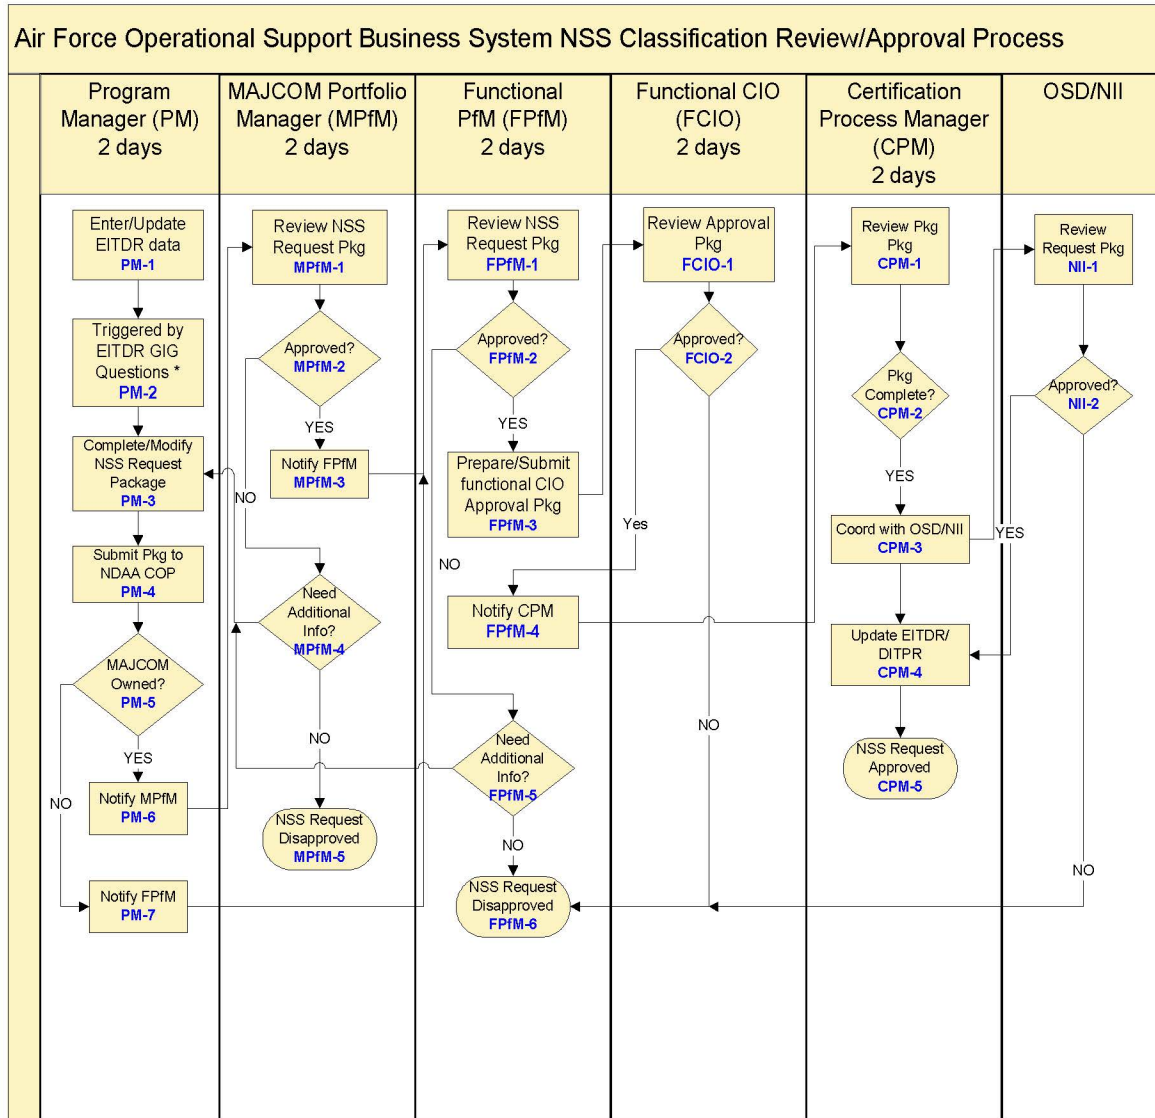 Air Force Operational Support Business System NSS Classification Review/Approval Process
Program
Manager (PM)
2 days
MAJCOM Portfolio
Manager (MPfM)
2 days
Functional
PfM (FPfM)
2 days
Functional CIO
(FCIO)
2 days
Certification
Process Manager
(CPM)
2 days
OSD/NII
Enter/Update
EITDR data
PM-1
Triggered by
EITDR GIG
Questions *
PM-2
Complete/Modify
NSS Request
Package
PM-3
Submit Pkg to
NDAA COP
PM-4
MAJCOM
Owned?
PM-5
YES
NO
Notify MPfM
PM-6
Notify FPfM
PM-7
Review NSS
Request Pkg
MPfM-1
Approved?
MPfM-2
YES
Notify FPfM
MPfM-3
NO
Need
Additional
Info?
MPfM-4
NO
NSS Request
Disapproved
MPfM-5
Review NSS
Request Pkg
FPfM-1
Approved?
FPfM-2
YES
Prepare/Submit
functional CIO
Approval Pkg
FPfM-3
NO
Notify CPM
FPfM-4
Need
Additional
Info?
FPfM-5
NO
NSS Request
Disapproved
FPfM-6
Review Approval
Pkg
FCIO-1
Approved?
FCIO-2
Yes
NO
Review Pkg
Pkg
CPM-1
Pkg
Complete?
CPM-2
YES
Coord with OSD/NII
CPM-3
Update EITDR/
DITPR
CPM-4
NSS Request
Approved
CPM-5
Review
Request Pkg
NII-1
Approved?
NII-2
YES
NO